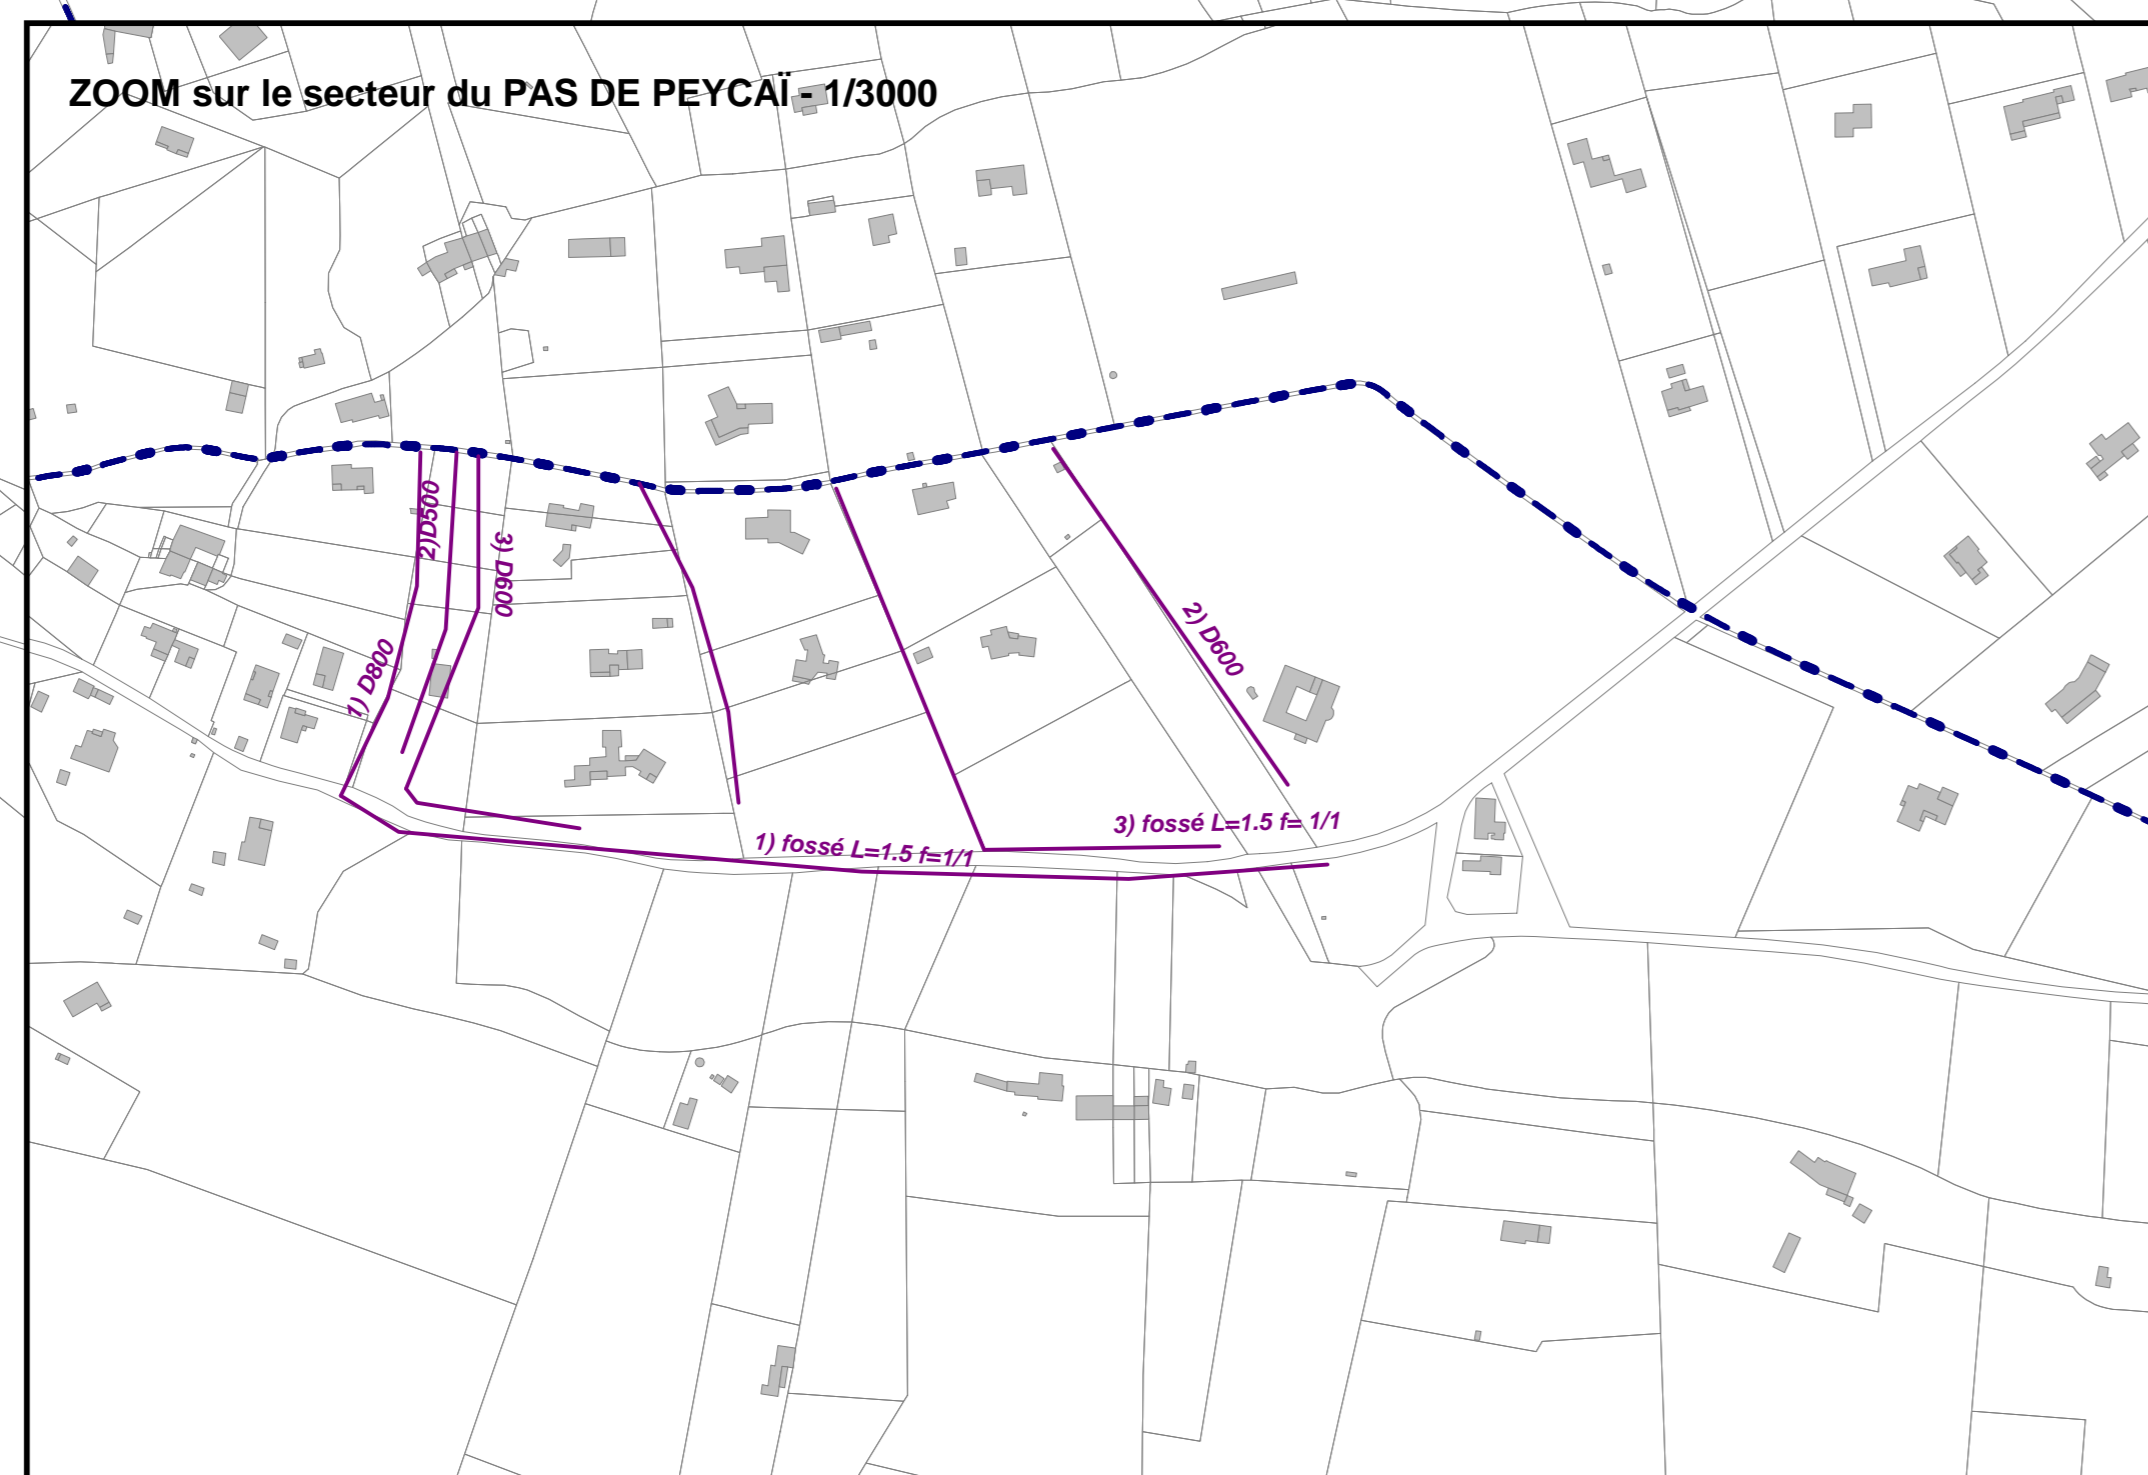 ZOOM sur le secteur du PAS DE PEYCAÏ - 1/3000
2)D500
3) D600
1) D800
2) D600
3) fossé L=1.5 f= 1/1
1) fossé L=1.5 f=1/1